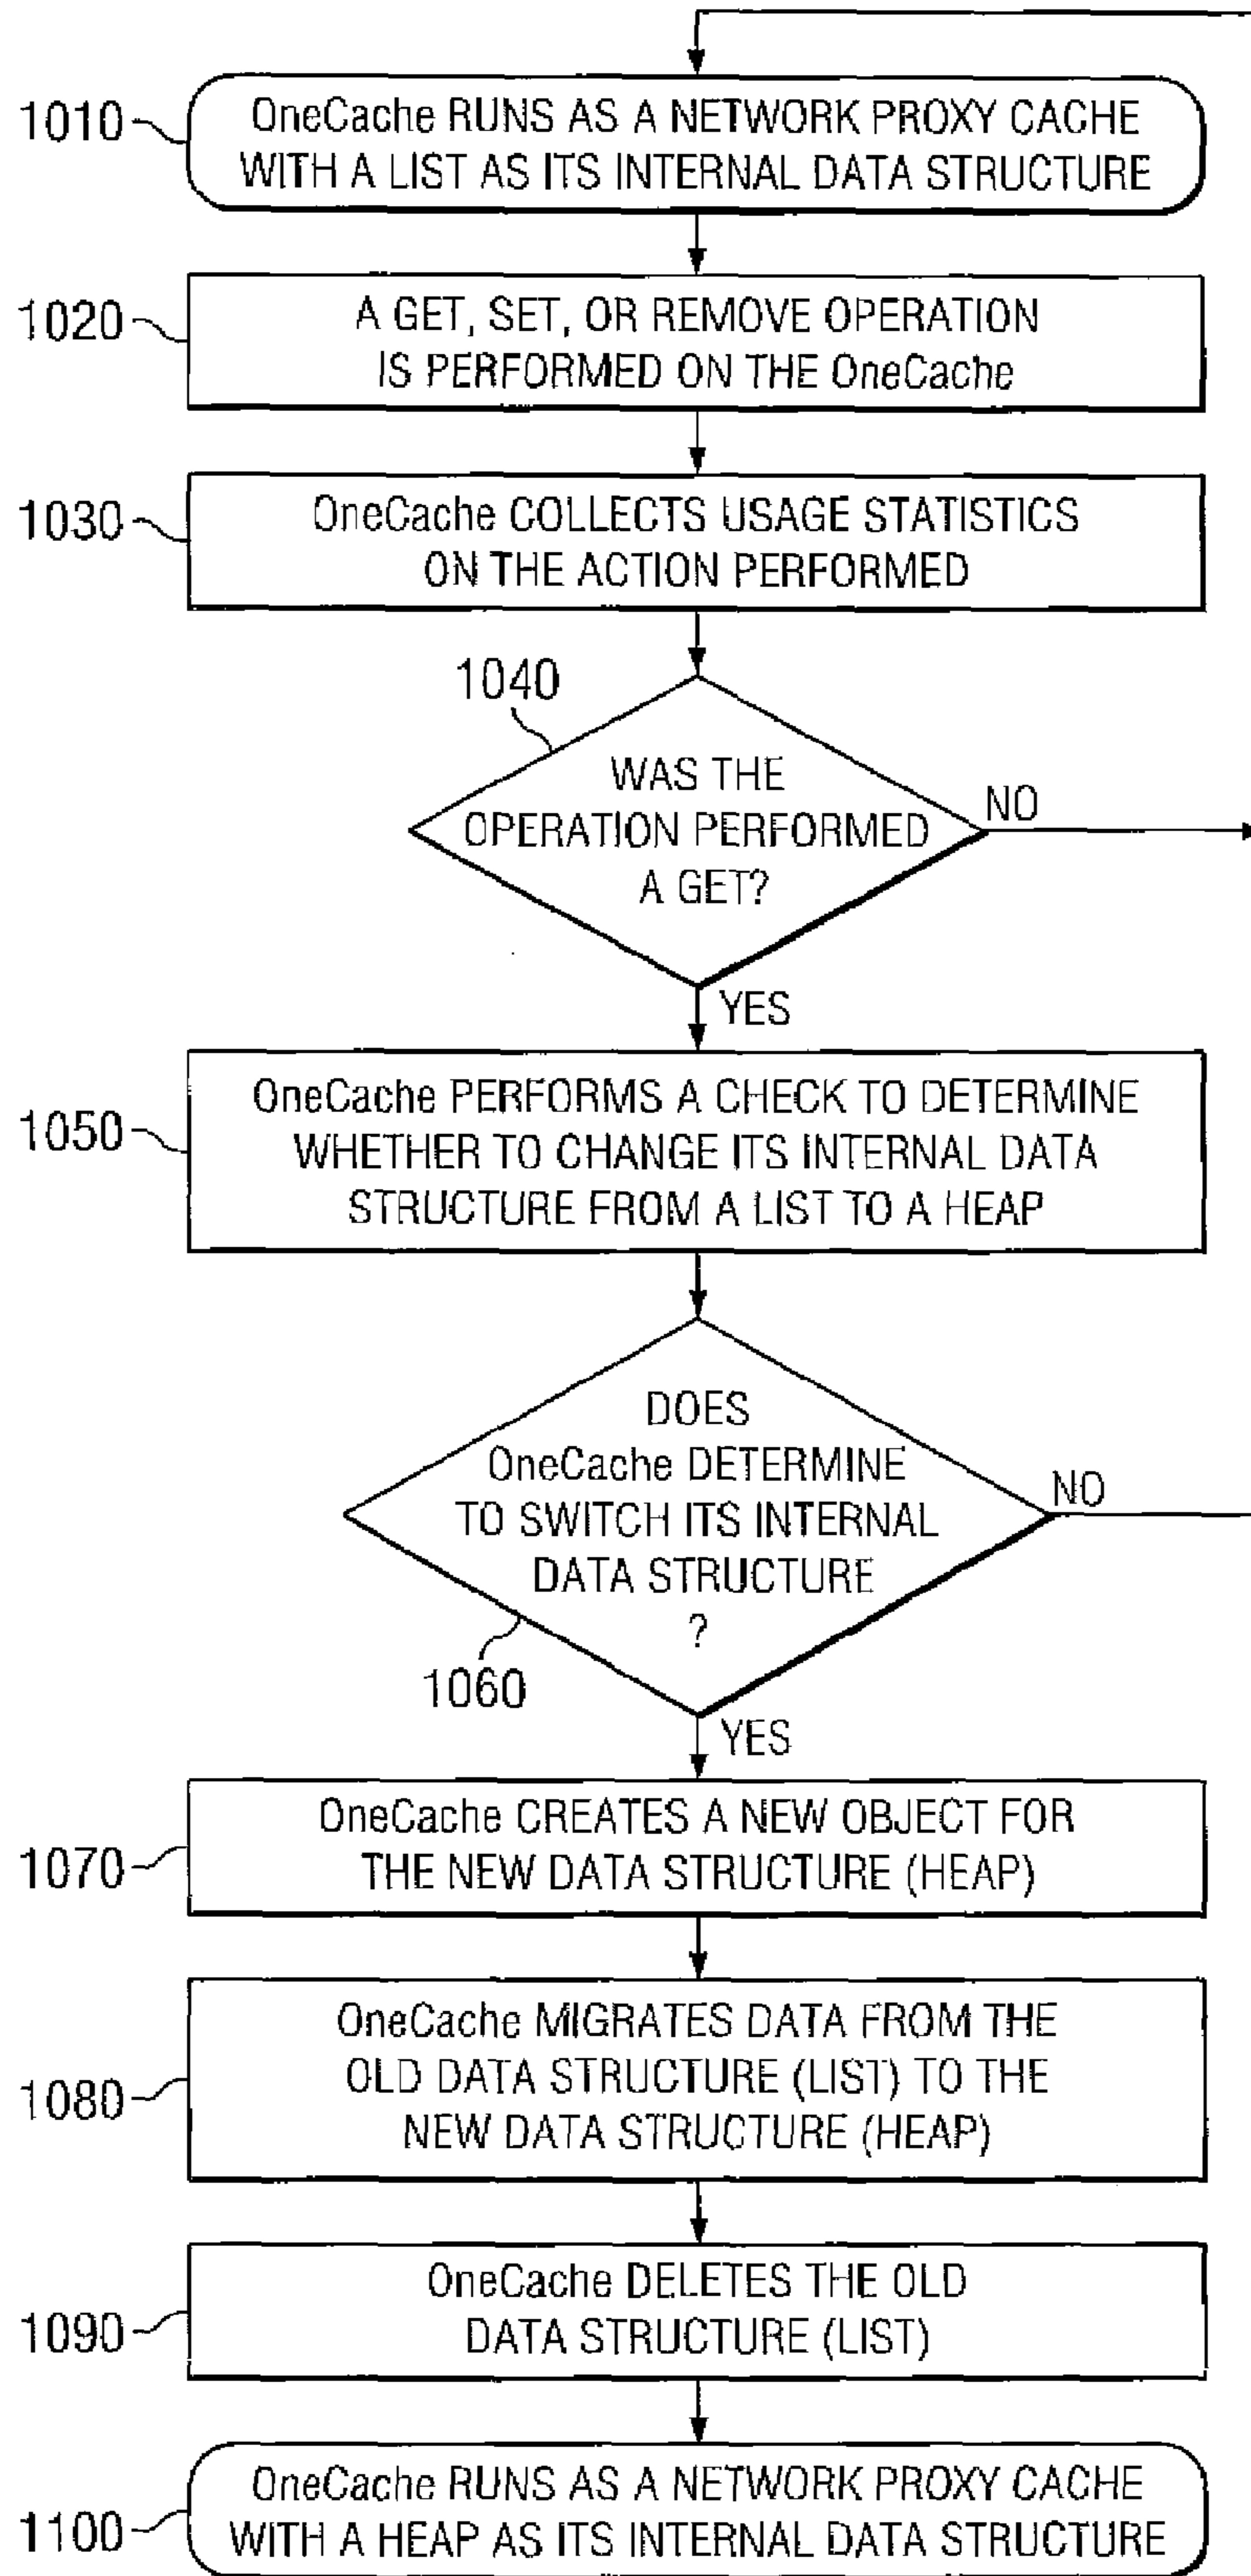 1010
OneCache RUNS AS A NETWORK PROXY CACHE
WITH A LIST AS ITS INTERNAL DATA STRUCTURE
1020
A GET, SET, OR REMOVE OPERATION
IS PERFORMED ON THE OneCache
1030
OneCache COLLECTS USAGE STATISTICS
ON THE ACTION PERFORMED
1040
WAS THE
OPERATION PERFORMED
A GET?
NO
YES
1050
OneCache PERFORMS A CHECK TO DETERMINE
WHETHER TO CHANGE ITS INTERNAL DATA
STRUCTURE FROM A LIST TO A HEAP
DOES
OneCache DETERMINE
TO SWITCH ITS INTERNAL
DATA STRUCTURE
?
NO
1060
YES
1070
OneCache CREATES A NEW OBJECT FOR
THE NEW DATA STRUCTURE (HEAP)
1080
OneCache MIGRATES DATA FROM THE
OLD DATA STRUCTURE (LIST) TO THE
NEW DATA STRUCTURE (HEAP)
1090
OneCache DELETES THE OLD
DATA STRUCTURE (LIST)
1100
OneCache RUNS AS A NETWORK PROXY CACHE
WITH A HEAP AS ITS INTERNAL DATA STRUCTURE